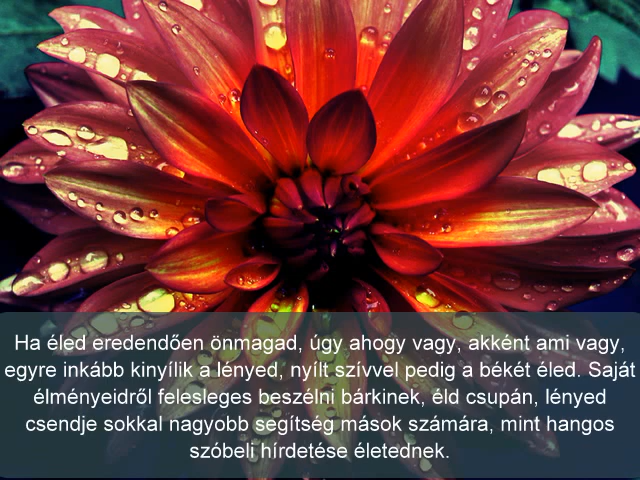 Ha éled eredendően önmagad, úgy ahogy vagy, akként ami vagy,
egyre inkább kinyílik a lényed, nyílt szívvel pedig a békét éled. Saját
élményeidről felesleges beszélni bárkinek, éld csupán, lényed
csendje sokkal nagyobb segítség mások számára, mint hangos
szóbeli hírdetése életednek.